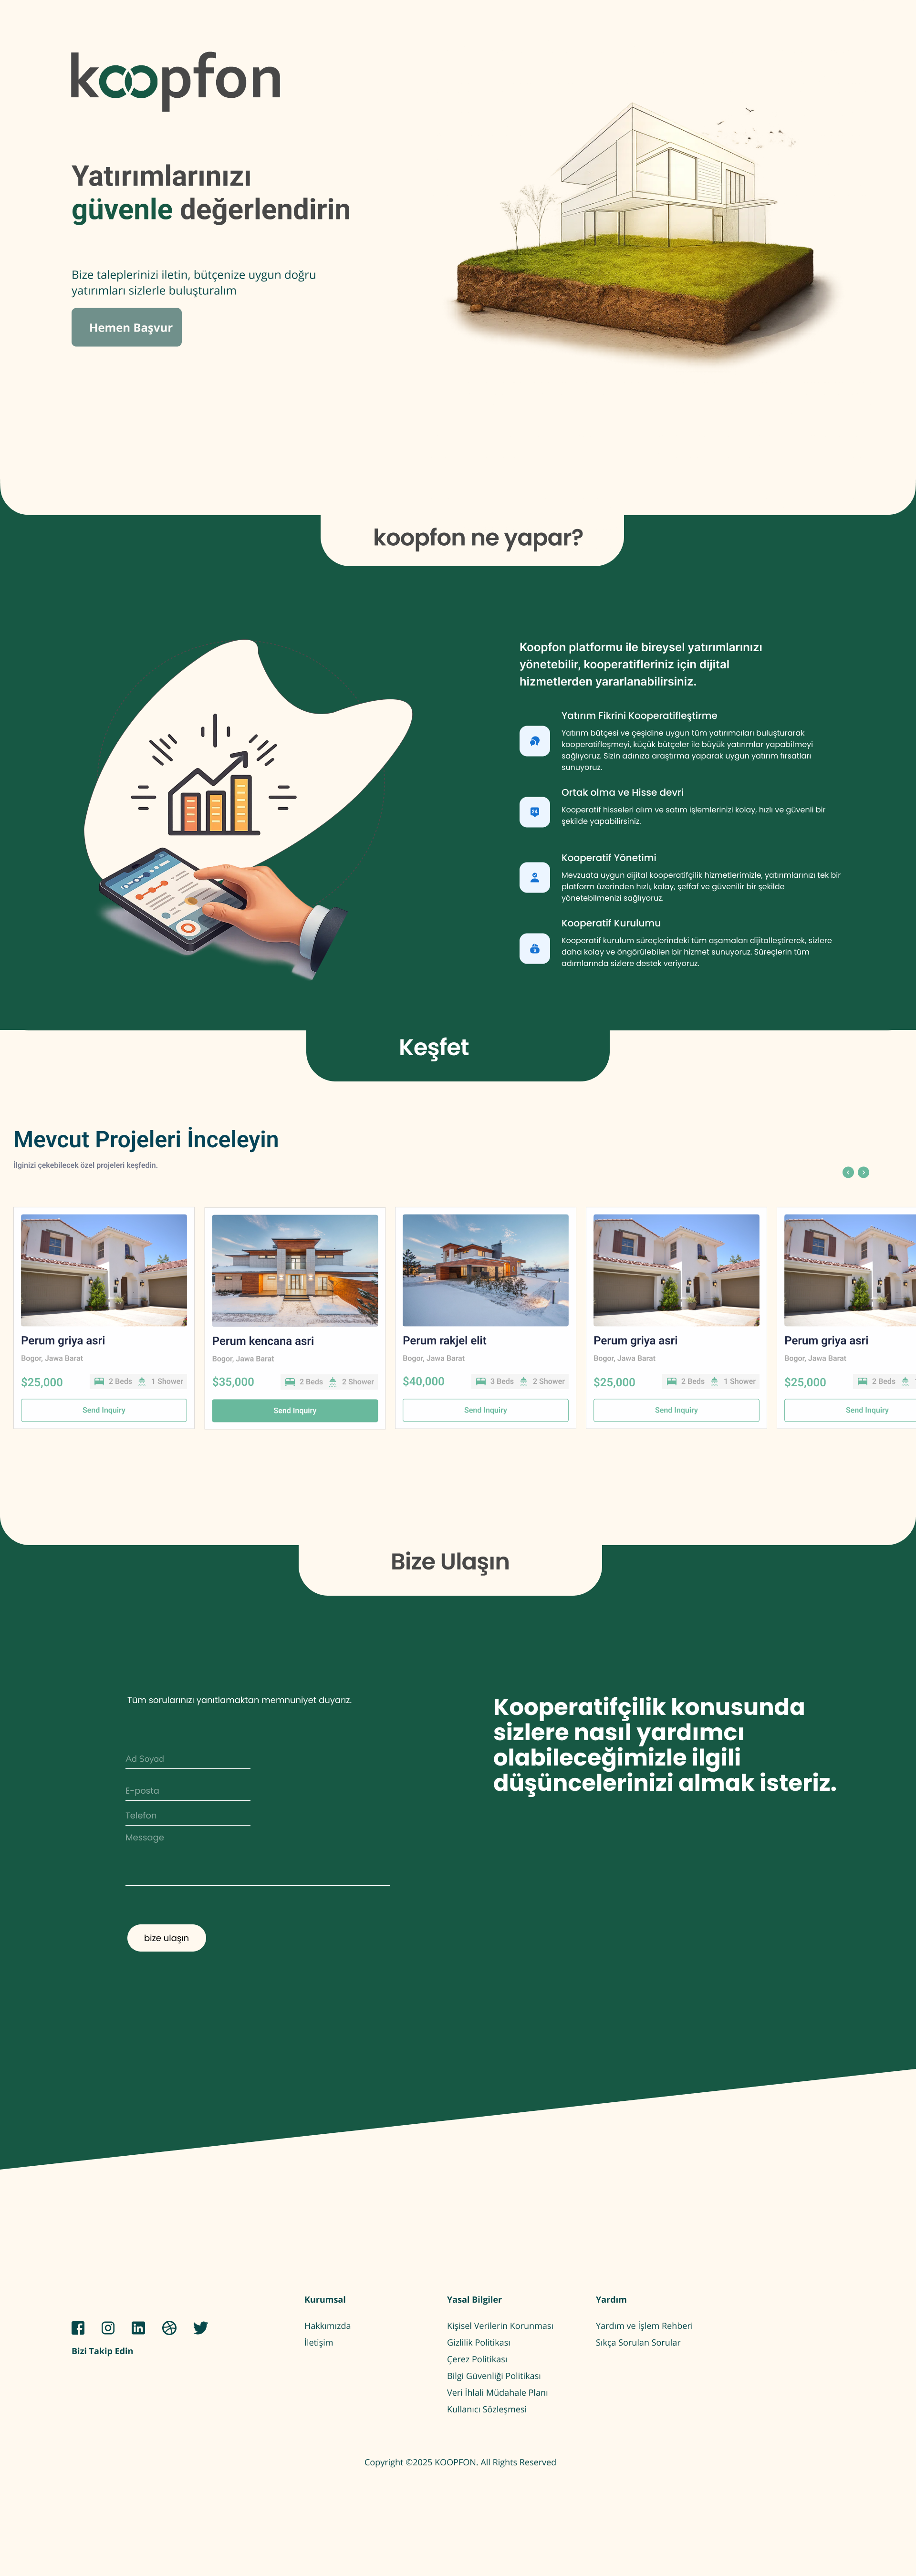 koopfon
Yatırımlarınızı
güvenle değerlendirin
Bize taleplerinizi iletin, bütçenize uygun doğru
yatırımları sizlerle buluşturalım
Hemen Başvur
koopfon ne yapar?
Koopfon platformu ile bireysel yatırımlarınızı
yönetebilir, kooperatifleriniz için dijital
hizmetlerden yararlanabilirsiniz.
Yatırım Fikrini Kooperatifleştirme
Yatırım bütçesi ve çeşidine uygun tüm yatırımcıları buluşturarak
kooperatifleşmeyi, küçük bütçeler ile büyük yatırımlar yapabilmeyi
sağlıyoruz. Sizin adınıza araştırma yaparak uygun yatırım fırsatları
sunuyoruz.
Ortak olma ve Hisse devri
Kooperatif hisseleri alım ve satım işlemlerinizi kolay, hızlı ve güvenli bir
şekilde yapabilirsiniz.
Kooperatif Yönetimi
Mevzuata uygun dijital kooperatifçilik hizmetlerimizle, yatırımlarınızı tek bir
platform üzerinden hızlı, kolay, şeffaf ve güvenilir bir şekilde
yönetebilmenizi sağlıyoruz.
Kooperatif Kurulumu
Kooperatif kurulum süreçlerindeki tüm aşamaları dijitalleştirerek, sizlere
daha kolay ve öngörülebilen bir hizmet sunuyoruz. Süreçlerin tüm
adımlarında sizlere destek veriyoruz.
Keşfet
Mevcut Projeleri İnceleyin
İlginizi çekebilecek özel projeleri keşfedin.
Perum griya asri
Bogor, Jawa Barat
$25,000 2 Beds 1 Shower
Send Inquiry
Perum kencana asri
Bogor, Jawa Barat
$35,000 2 Beds 2 Shower
Send Inquiry
Perum rakjel elit
Bogor, Jawa Barat
$40,000 3 Beds 2 Shower
Send Inquiry
Perum griya asri
Bogor, Jawa Barat
$25,000 2 Beds 1 Shower
Send Inquiry
Perum griya asri
Bogor, Jawa Barat
$25,000 2 Beds
Send Inquiry
Bize Ulaşın
Tüm sorularınızı yanıtlamaktan memnuniyet duyarız.
Ad Soyad
E-posta
Telefon
Message
bize ulaşın
Kooperatifçilik konusunda
sizlere nasıl yardımcı
olabileceğimizle ilgili
düşüncelerinizi almak isteriz.
Bizi Takip Edin
Kurumsal
Hakkımızda
İletişim
Yasal Bilgiler
Kişisel Verilerin Korunması
Gizlilik Politikası
Çerez Politikası
Bilgi Güvenliği Politikası
Veri İhlali Müdahale Planı
Kullanıcı Sözleşmesi
Yardım
Yardım ve İşlem Rehberi
Sıkça Sorulan Sorular
Copyright ©2025 KOOPFON. All Rights Reserved